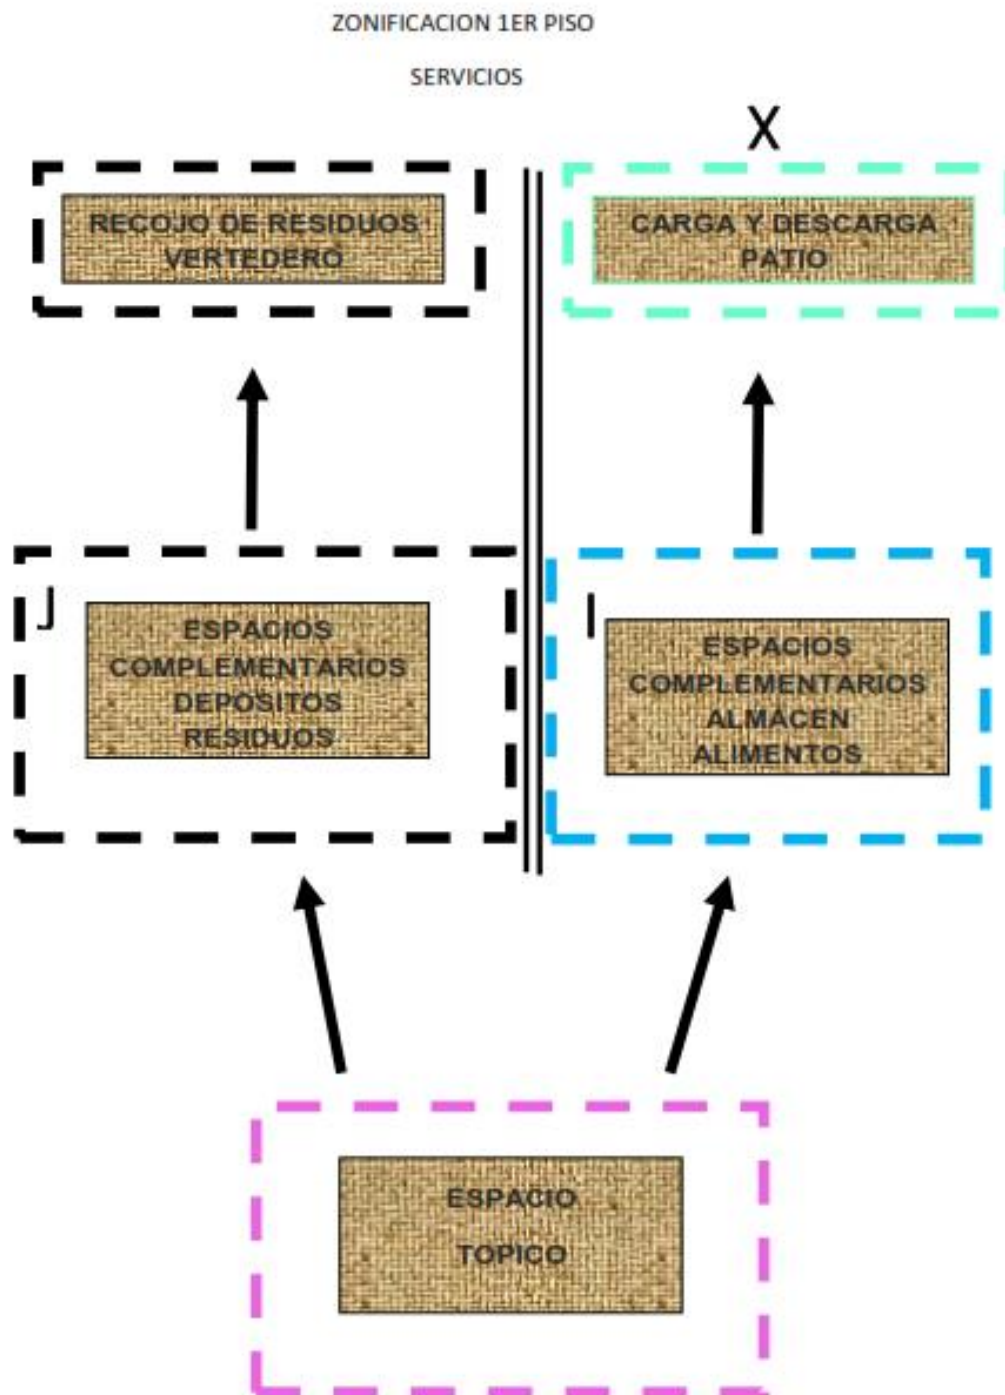 ZONIFICACION 1ER PISO
SERVICIOS
X
RECOJO DE RESIDUOS
VERTEDERO
CARGA Y DESCARGA
PATIO
J
ESPACIOS
COMPLEMENTARIOS
DEPOSITOS
RESIDUOS
I
ESPACIOS
COMPLEMENTARIOS
ALMACEN
ALIMENTOS
ESPACIO
TOPICO